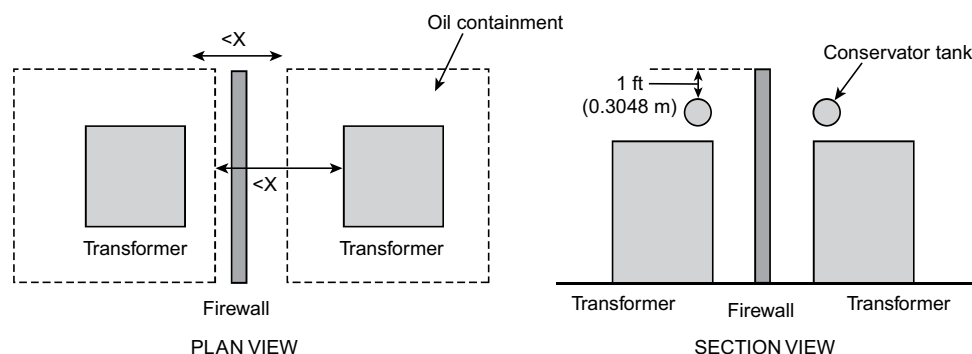 Oil containment
<X
<X
Transformer
Transformer
Firewall
PLAN VIEW
Conservator tank
1 ft
(0.3048 m)
Transformer
Firewall
Transformer
SECTION VIEW